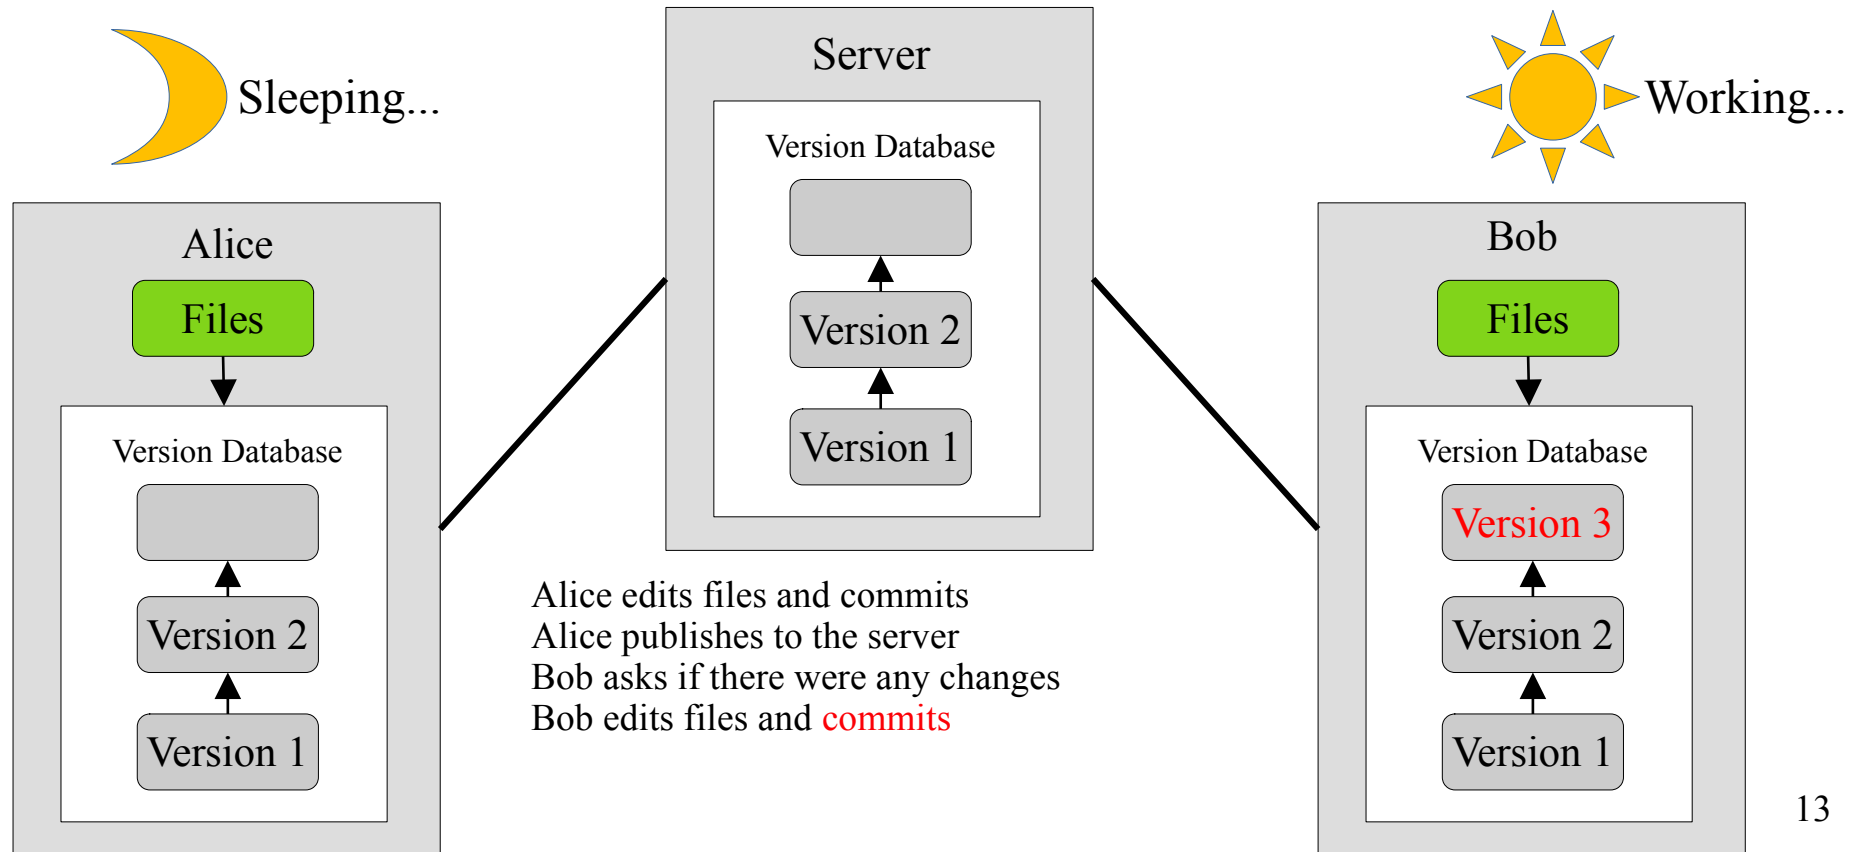 Sleeping...
Server
Working...
Version Database
Version 2
Version 1
Alice
Files
Version Database
Version 2
Version 1
Bob
Files
Version Database
Version 3
Version 2
Version 1
Alice edits files and commits
Alice publishes to the server
Bob asks if there were any changes
Bob edits files and commits
13